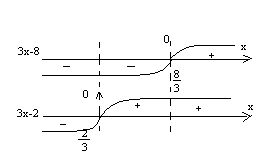 0 x
3x-8
– – +
8
3
0 x
3x-2 + +
–
2
3